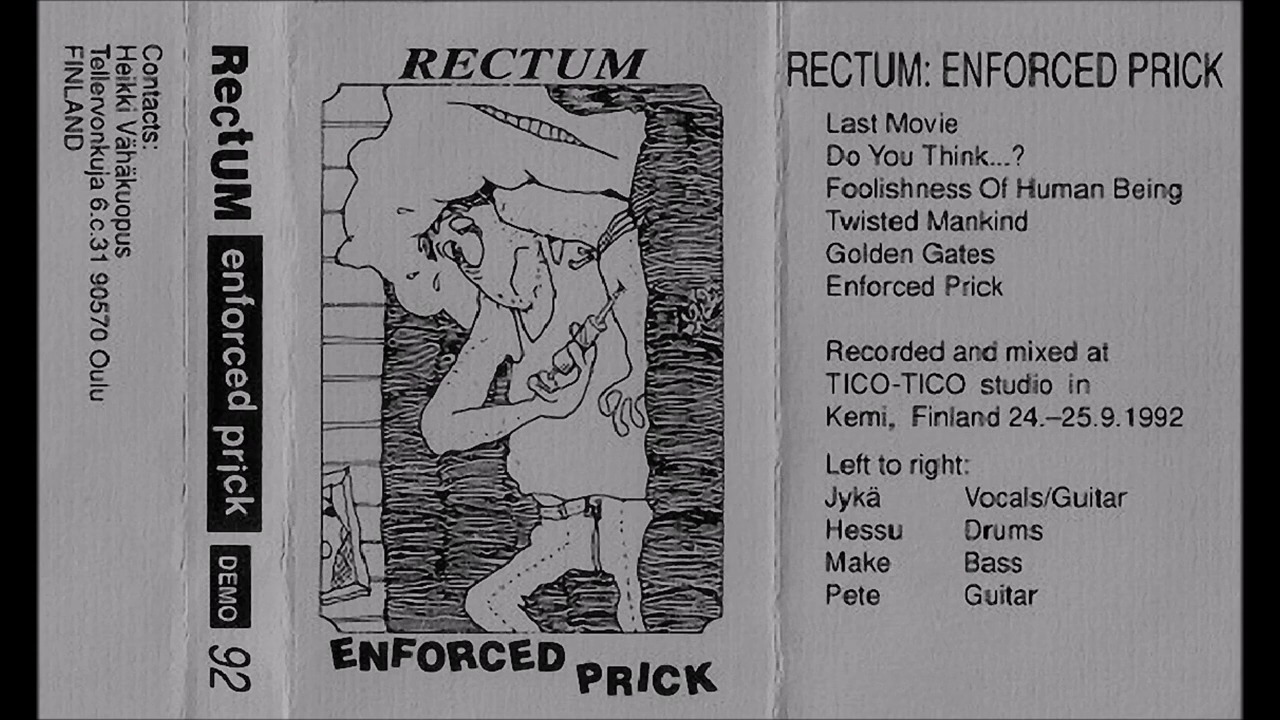 Contacts:
Heikki Vähäkuopus
Tellervonkuja 6.c.31 90570 Oulu
FINLAND
RectuM enforced prick DEMO 92
RECTUM
ENFORCED PRICK
RECTUM: ENFORCED PRICK
Last Movie
Do You Think...?
Foolishness Of Human Being
Twisted Mankind
Golden Gates
Enforced Prick
Recorded and mixed at
TICO-TICO studio in
Kemi, Finland 24.–25.9.1992
Left to right:
Jykä Vocals/Guitar
Hessu Drums
Make Bass
Pete Guitar